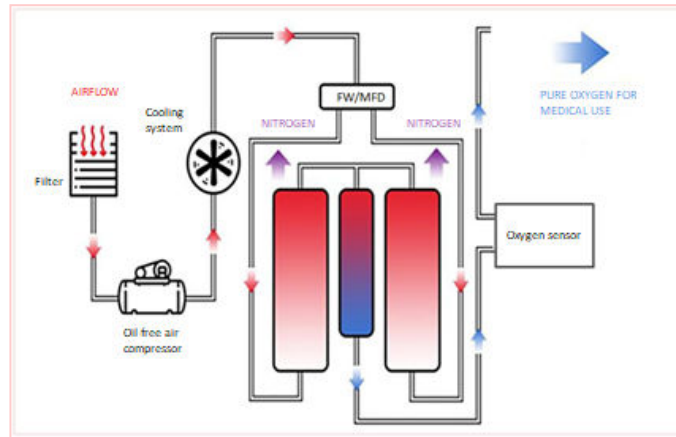 AIRFLOW
Cooling
system
FW/MFD
NITROGEN
NITROGEN
PURE OXYGEN FOR
MEDICAL USE
Filter
Oxygen sensor
Oil free air
compressor